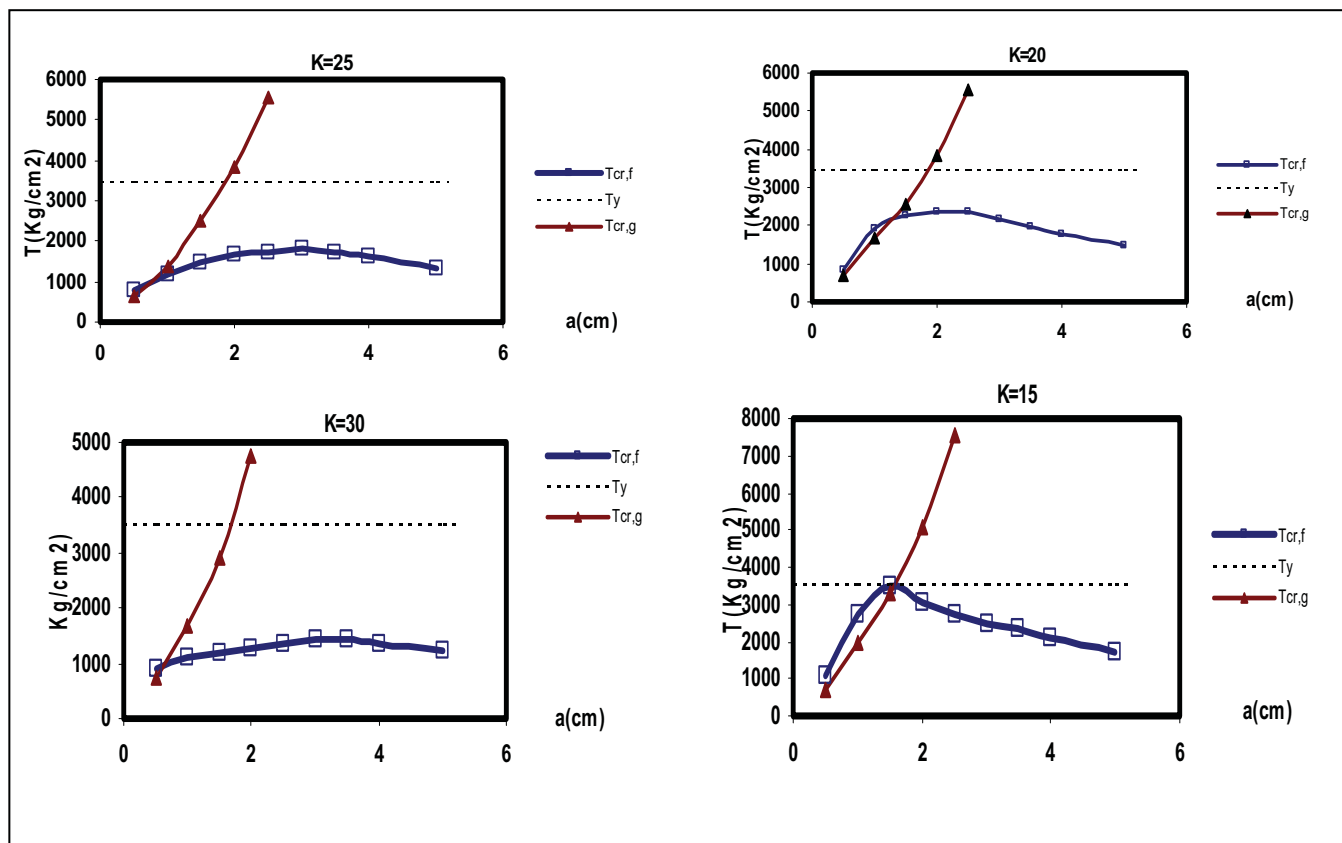 K=25
T(Kg/cm2)
6000
5000
4000
3000
2000
1000
0
0 2 4 6
a(cm)
Tcr,f
Ty
Tcr,g
K=20
T(Kg/cm2)
6000
5000
4000
3000
2000
1000
0
0 2 4 6
a(cm)
Tcr,f
Ty
Tcr,g
K=30
Kg/cm2)
5000
4000
3000
2000
1000
0
0 2 4 6
a(cm)
Tcr,f
Ty
Tcr,g
K=15
T(Kg/cm2)
8000
7000
6000
5000
4000
3000
2000
1000
0
0 2 4 6
a(cm)
Tcr,f
Ty
Tcr,g